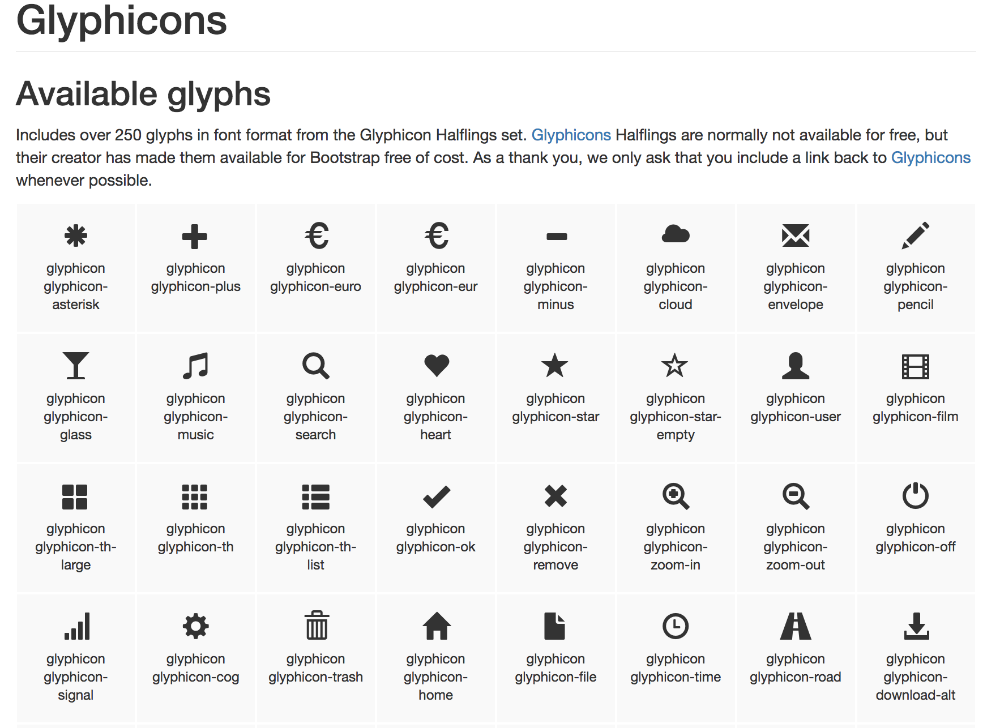 Glyphicons
Available glyphs
Includes over 250 glyphs in font format from the Glyphicon Halflings set. Glyphicons Halflings are normally not available for free, but
their creator has made them available for Bootstrap free of cost. As a thank you, we only ask that you include a link back to Glyphicons
whenever possible.
glyphicon
glyphicon-
asterisk
glyphicon
glyphicon-plus
glyphicon
glyphicon-euro
glyphicon
glyphicon-eur
glyphicon
glyphicon-
minus
glyphicon
glyphicon-
cloud
glyphicon
glyphicon-
envelope
glyphicon
glyphicon-
pencil
glyphicon
glyphicon-
glass
glyphicon
glyphicon-
music
glyphicon
glyphicon-
search
glyphicon
glyphicon-
heart
glyphicon
glyphicon-star
glyphicon
glyphicon-star-
empty
glyphicon
glyphicon-user
glyphicon
glyphicon-film
glyphicon
glyphicon-th-
large
glyphicon
glyphicon-th
glyphicon
glyphicon-th-
list
glyphicon
glyphicon-ok
glyphicon
glyphicon-
remove
glyphicon
glyphicon-
zoom-in
glyphicon
glyphicon-
zoom-out
glyphicon
glyphicon-off
glyphicon
glyphicon-
signal
glyphicon
glyphicon-cog
glyphicon
glyphicon-trash
glyphicon
glyphicon-
home
glyphicon
glyphicon-file
glyphicon
glyphicon-time
glyphicon
glyphicon-road
glyphicon
glyphicon-
download-alt